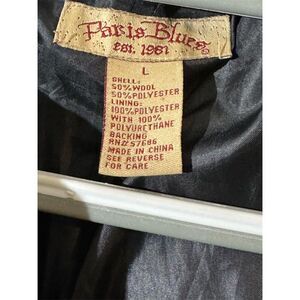 Paris Blues
EST. 1981
L
SHELL:
50% WOOL
50% POLYESTER
LINING:
100% POLYESTER
WITH 100%
POLYURETHANE
BACKING
RN# 57686
MADE IN CHINA
SEE REVERSE
FOR CARE